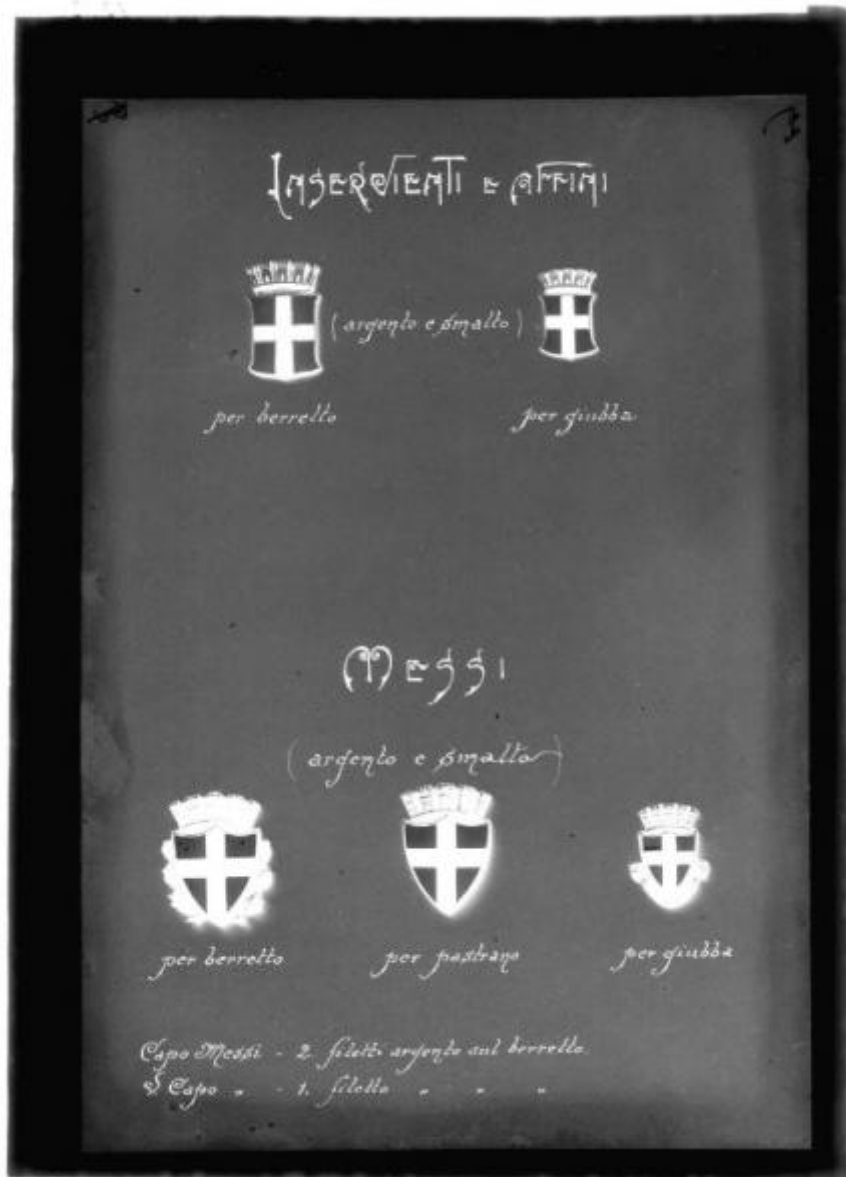 Inservienti e affini
(argento e smalto)
per berretto per giubba
Messi
(argento e smalto)
per berretto per pastrano per giubba
Capo Messi - 2 filetti argento sul berretto.
S Capo " - 1. filetto " " "